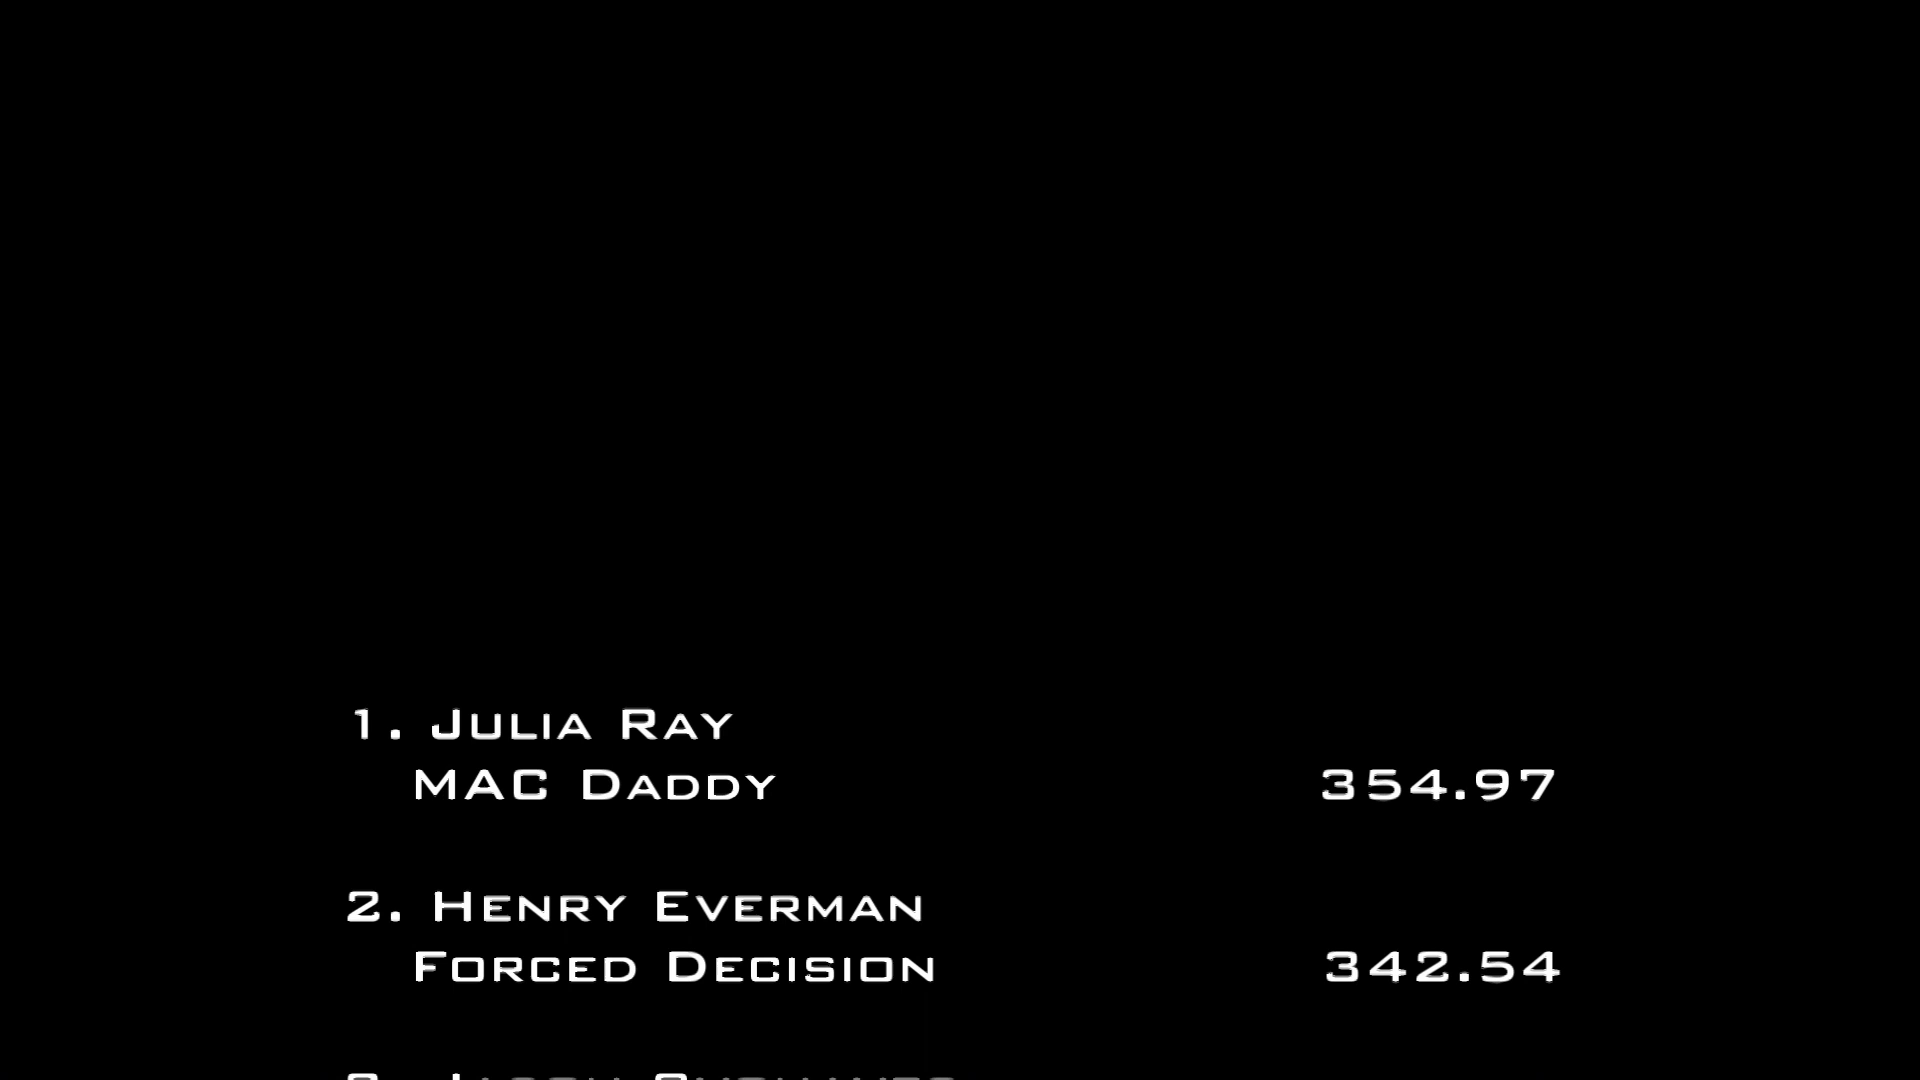 1. Julia Ray
MAC Daddy 354.97
2. Henry Everman
Forced Decision 342.54